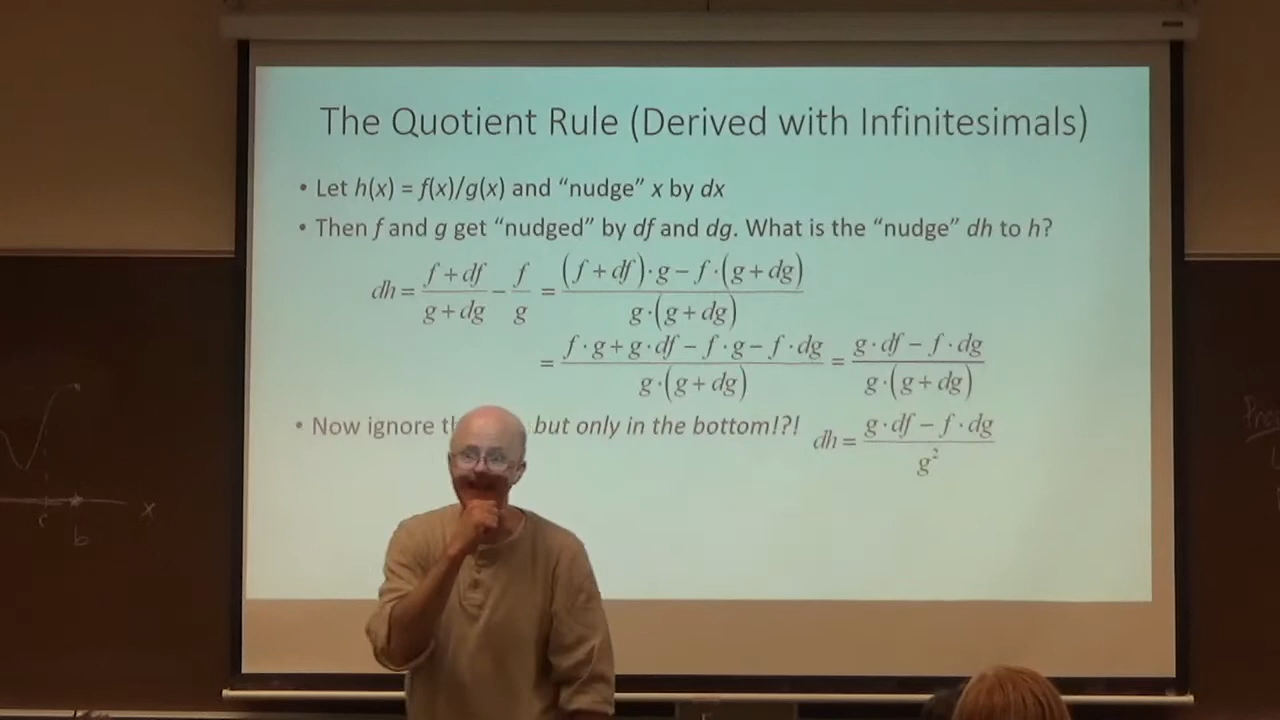 The Quotient Rule (Derived with Infinitesimals)
• Let h(x) = f(x)/g(x) and “nudge” x by dx
• Then f and g get “nudged” by df and dg. What is the “nudge” dh to h?
dh = (f + df)/(g + dg) − f/g = ((f + df)·g − f·(g + dg))/(g·(g + dg))
= (f·g + g·df − f·g − f·dg)/(g·(g + dg)) = (g·df − f·dg)/(g·(g + dg))
• Now ignore but only in the bottom!?! dh = (g·df − f·dg)/g²
c
x
b